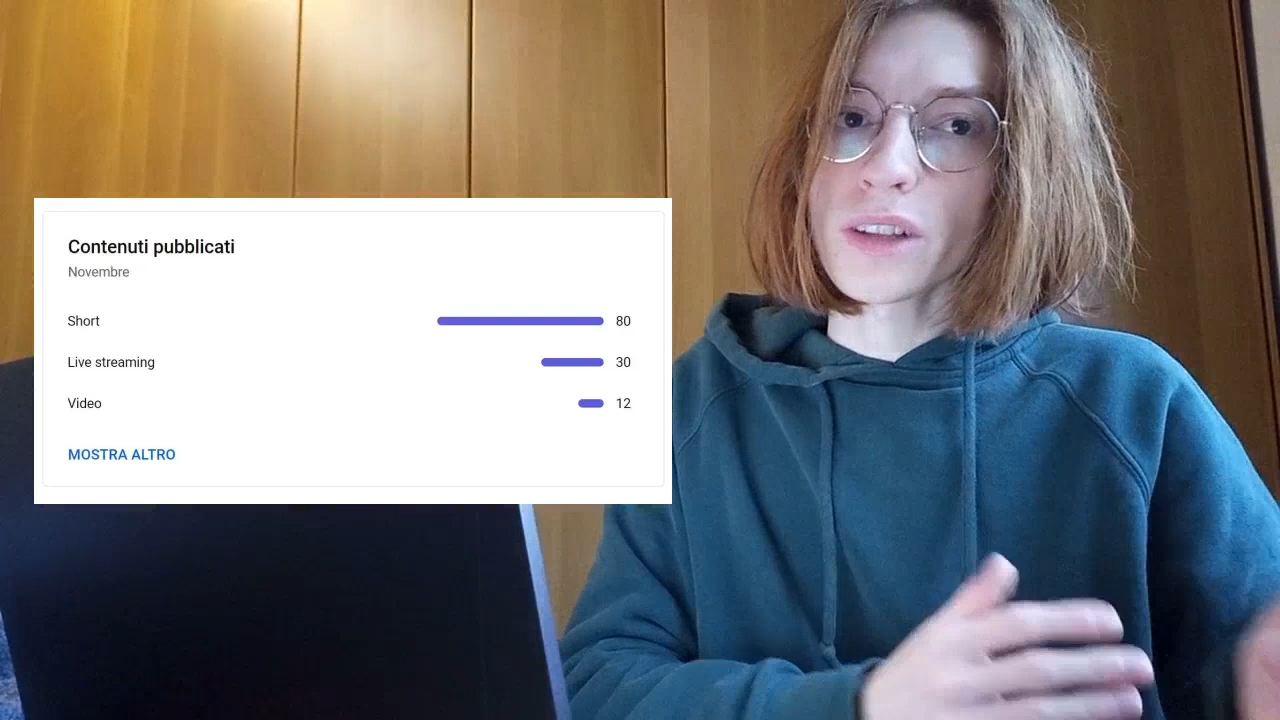 Contenuti pubblicati
Novembre
Short 80
Live streaming 30
Video 12
MOSTRA ALTRO